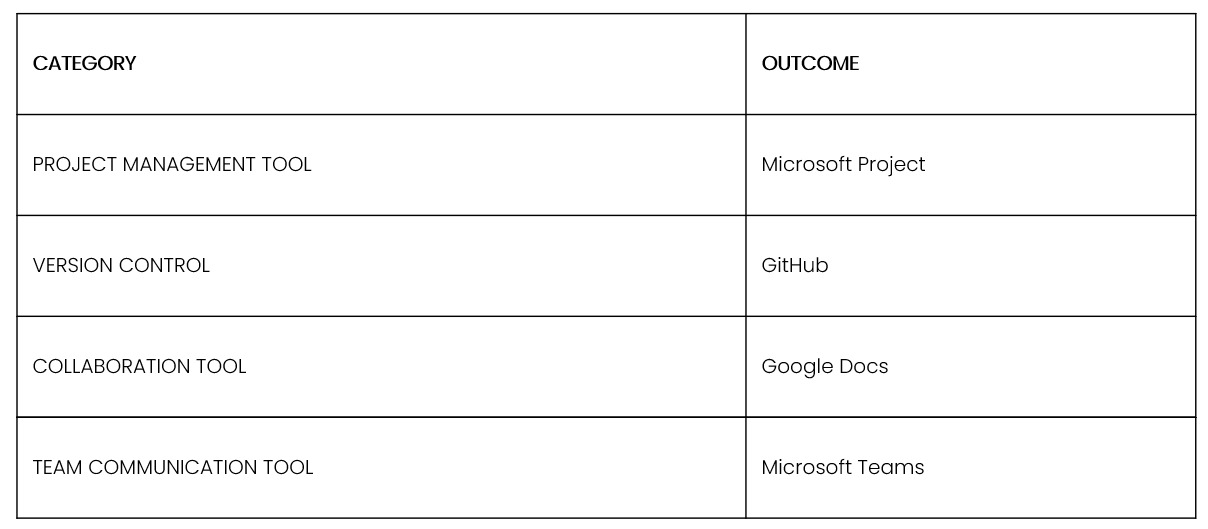 CATEGORY OUTCOME
PROJECT MANAGEMENT TOOL Microsoft Project
VERSION CONTROL GitHub
COLLABORATION TOOL Google Docs
TEAM COMMUNICATION TOOL Microsoft Teams